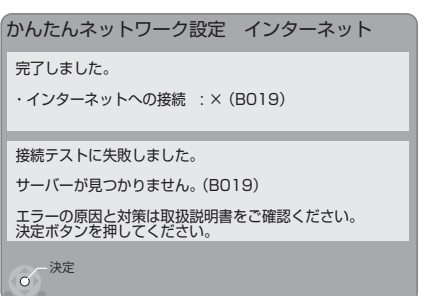 かんたんネットワーク設定　インターネット
完了しました。
・インターネットへの接続　：×（B019）
接続テストに失敗しました。
サーバーが見つかりません。（B019）
エラーの原因と対策は取扱説明書をご確認ください。
決定ボタンを押してください。
決定